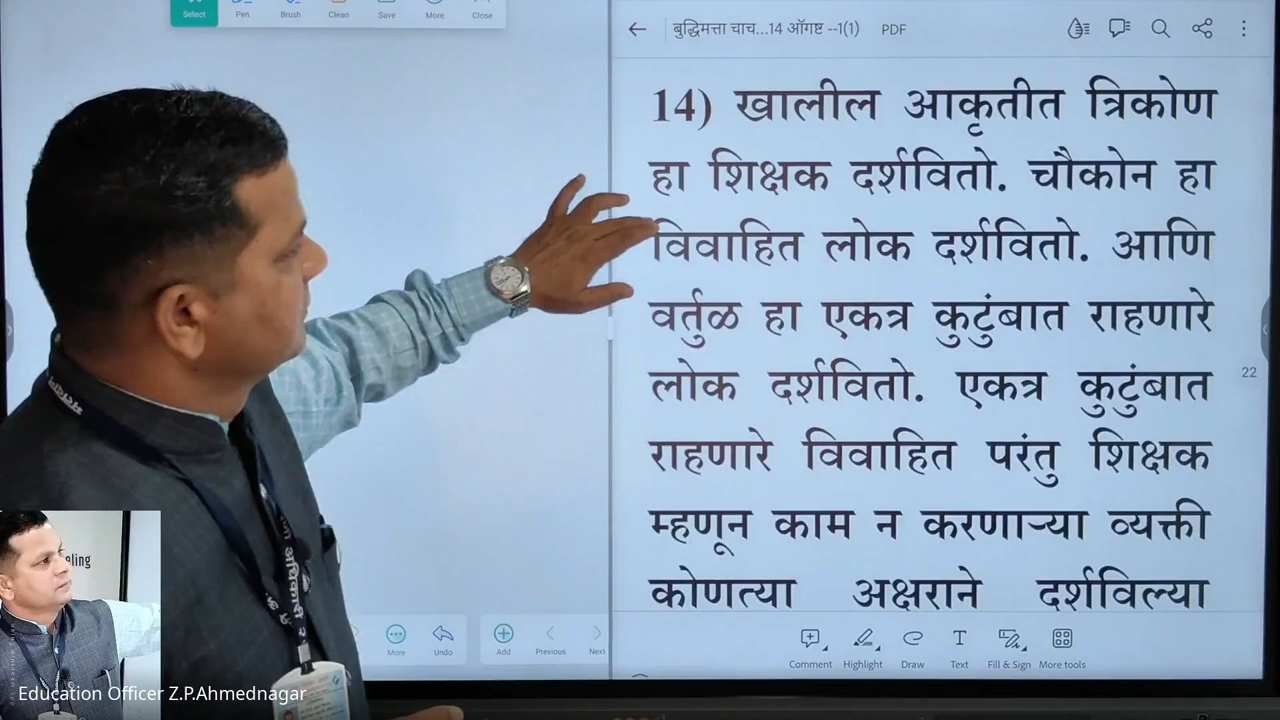 Select Pen Brush Clean Save More Close
बुद्धिमत्ता चाच...14 ऑगष्ट --1(1) PDF
14) खालील आकृतीत त्रिकोण
हा शिक्षक दर्शवितो. चौकोन हा
विवाहित लोक दर्शवितो. आणि
वर्तुळ हा एकत्र कुटुंबात राहणारे
लोक दर्शवितो. एकत्र कुटुंबात
राहणारे विवाहित परंतु शिक्षक
म्हणून काम न करणाऱ्या व्यक्ती
कोणत्या अक्षराने दर्शविल्या
22
More Undo Add Previous Next
Comment Highlight Draw Text Fill & Sign More tools
Education Officer Z.P.Ahmednagar